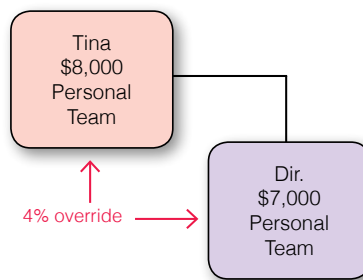 Tina
$8,000
Personal
Team
Dir.
$7,000
Personal
Team
4% override